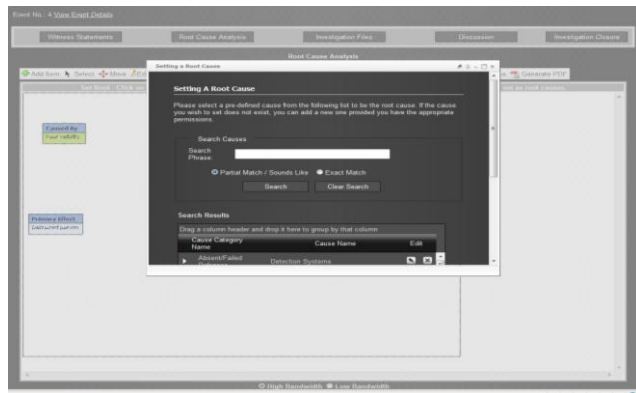 Event No. : 4 View Event Details
Witness Statements
Root Cause Analysis
Investigation Files
Discussion
Investigation Closure
Root Cause Analysis
Add Item Select Move
Generate PDF
Setting a Root Cause
Setting A Root Cause
Please select a pre-defined cause from the following list to be the root cause. If the cause
you wish to set does not exist, you can add a new one provided you have the appropriate
permissions.
Search Causes
Search
Phrase:
Partial Match / Sounds Like Exact Match
Search Clear Search
Search Results
Drag a column header and drop it here to group by that column
Cause Category
Name
Cause Name
Edit
Absent/Failed
Detection Systems
Caused By
Primary Effect
High Bandwidth Low Bandwidth